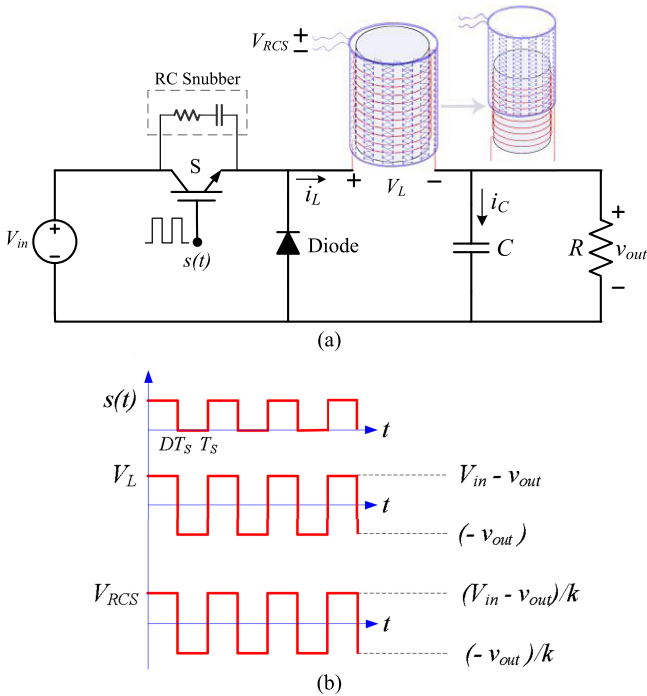 V_RCS + −
RC Snubber
S
i_L
+ V_L −
i_C
V_in
+
−
s(t)
Diode
C
R
+
v_out
−
(a)
s(t)
t
DT_S T_S
V_L
V_in - v_out
t
(- v_out)
V_RCS
(V_in - v_out)/k
t
(- v_out)/k
(b)